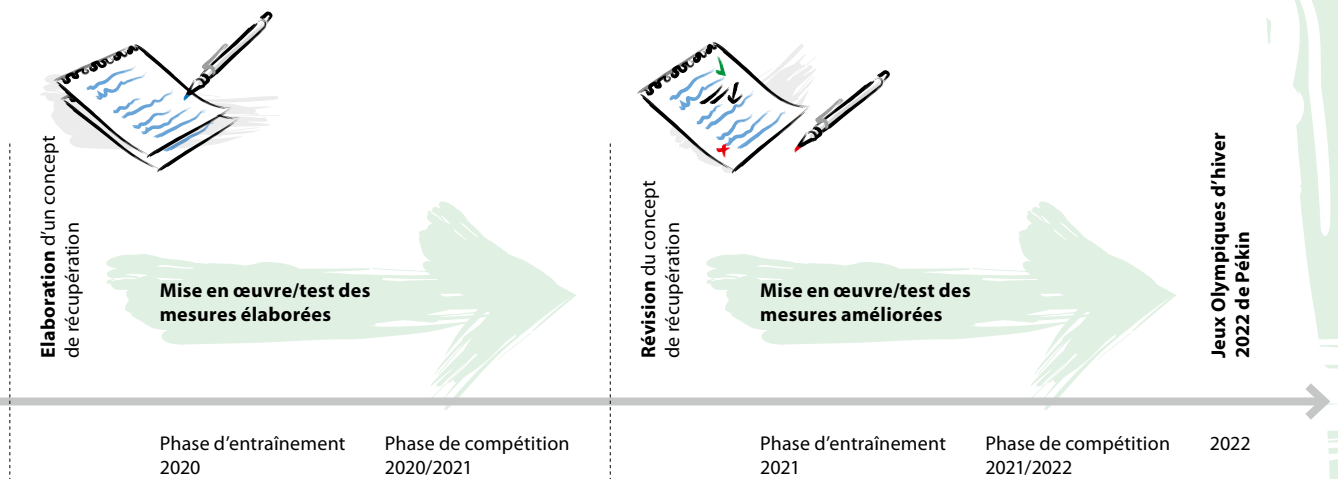 Elaboration d'un concept
de récupération
Mise en œuvre/test des
mesures élaborées
Révision du concept
de récupération
Mise en œuvre/test des
mesures améliorées
Jeux Olympiques d'hiver
2022 de Pékin
Phase d'entraînement
2020
Phase de compétition
2020/2021
Phase d'entraînement
2021
Phase de compétition
2021/2022
2022